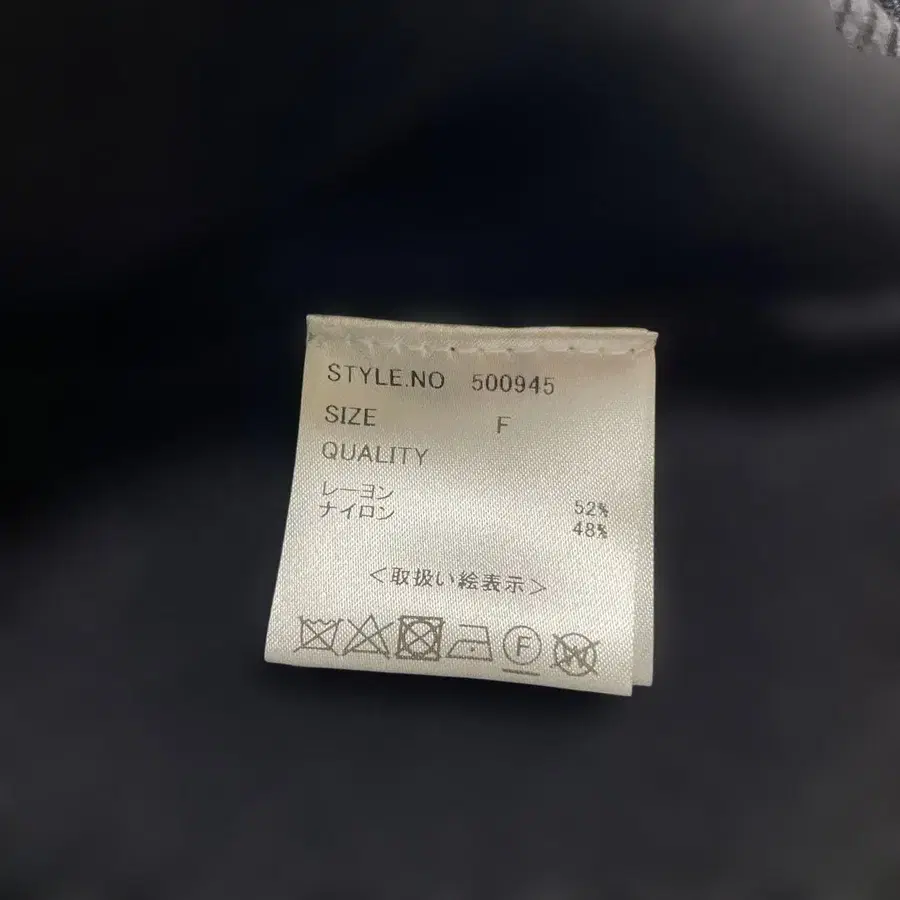 STYLE.NO 500945
SIZE F
QUALITY
レーヨン 52%
ナイロン 48%
＜取扱い絵表示＞
F W